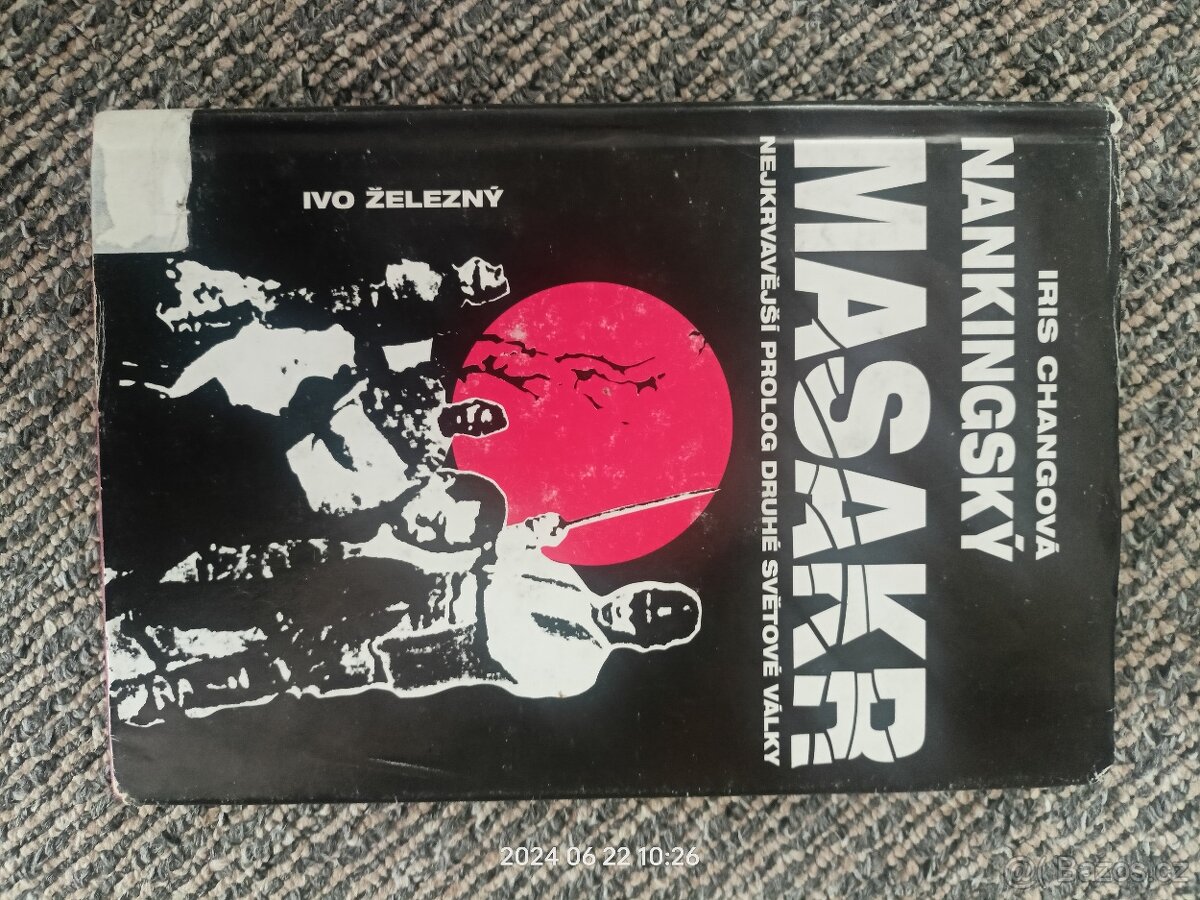 IRIS CHANGOVÁ
NANKINGSKÝ
MASAKR
NEJKRVAVĚJŠÍ PROLOG DRUHÉ SVĚTOVÉ VÁLKY
IVO ŽELEZNÝ
2024 06 22 10:26
@ Bazos.cz